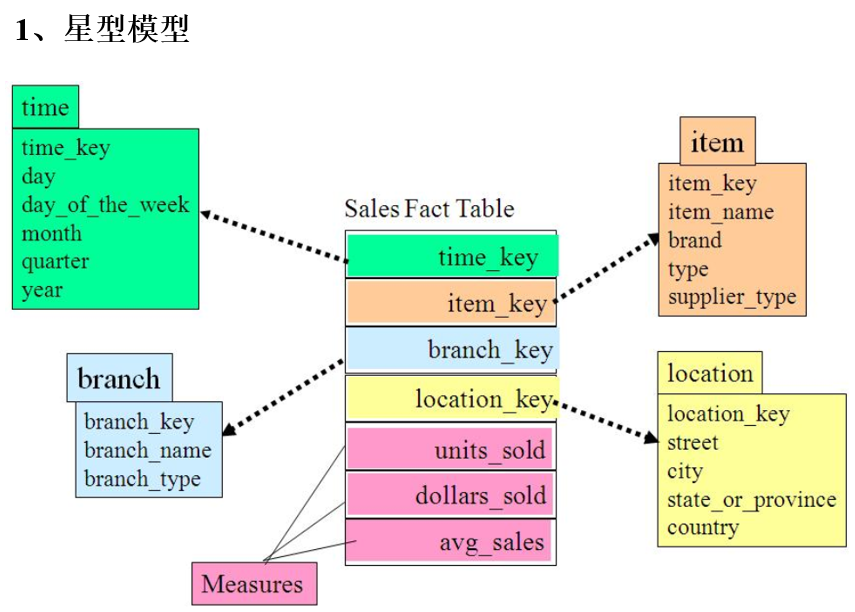 1、星型模型
time
time_key
day
day_of_the_week
month
quarter
year
item
item_key
item_name
brand
type
supplier_type
Sales Fact Table
time_key
item_key
branch_key
location_key
units_sold
dollars_sold
avg_sales
branch
branch_key
branch_name
branch_type
location
location_key
street
city
state_or_province
country
Measures